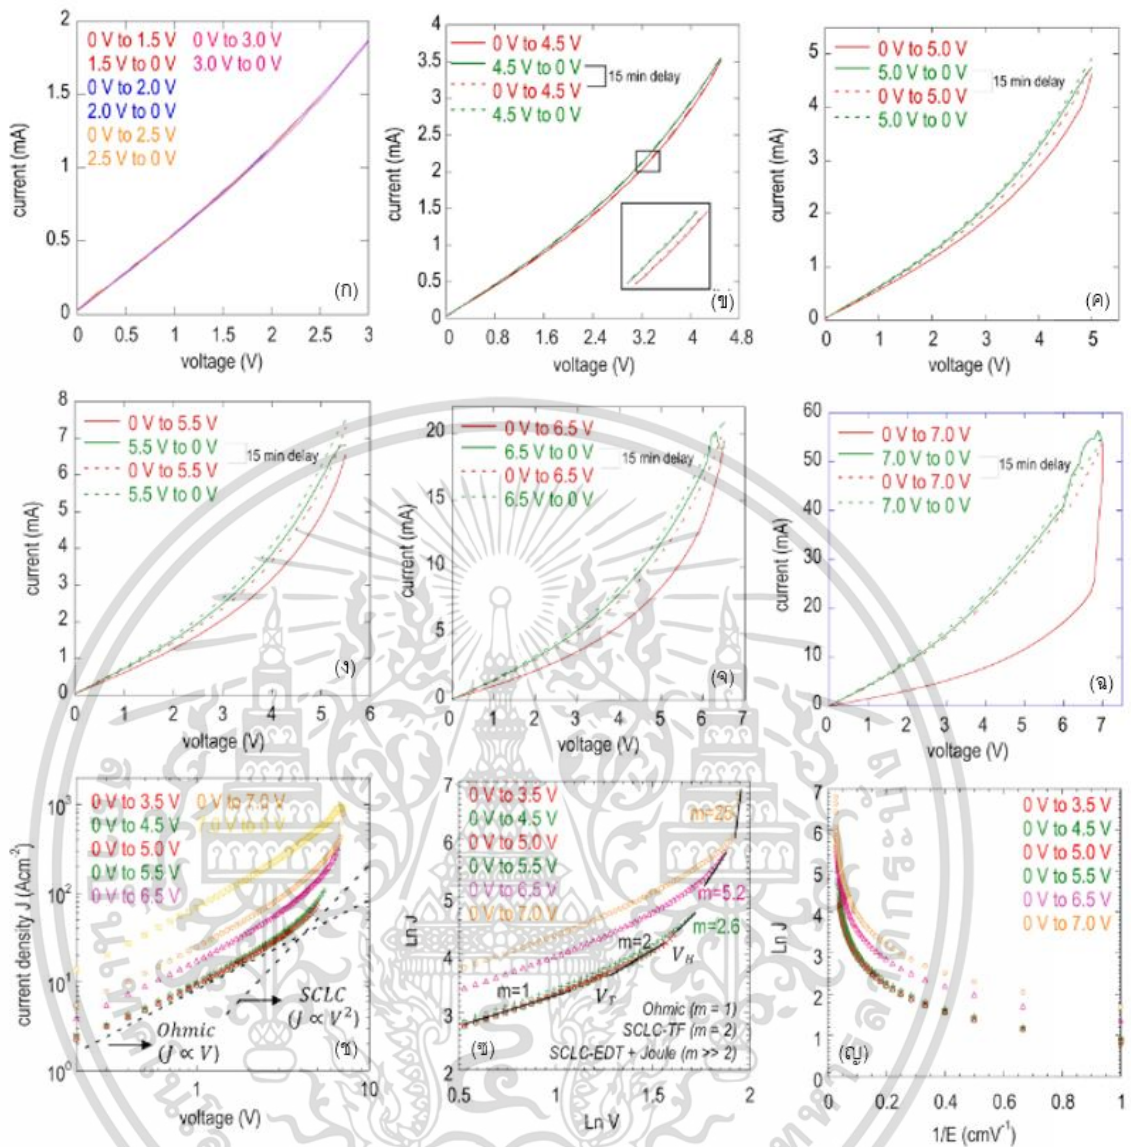 2
0 V to 1.5 V 0 V to 3.0 V
1.5 V to 0 V 3.0 V to 0 V
0 V to 2.0 V
2.0 V to 0 V
0 V to 2.5 V
2.5 V to 0 V
1.5
1
0.5
0
current (mA)
(ก)
0 0.5 1 1.5 2 2.5 3
voltage (V)
4
3.5
3
2.5
2
1.5
1
0.5
0
current (mA)
0 V to 4.5 V
4.5 V to 0 V
0 V to 4.5 V
4.5 V to 0 V
15 min delay
(ข)
0 0.8 1.6 2.4 3.2 4 4.8
voltage (V)
5
4
3
2
1
0
current (mA)
0 V to 5.0 V
5.0 V to 0 V
0 V to 5.0 V
5.0 V to 0 V
15 min delay
(ค)
0 1 2 3 4 5
voltage (V)
8
7
6
5
4
3
2
1
0
current (mA)
0 V to 5.5 V
5.5 V to 0 V
0 V to 5.5 V
5.5 V to 0 V
15 min delay
(ง)
0 1 2 3 4 5 6
voltage (V)
20
15
10
5
0
current (mA)
0 V to 6.5 V
6.5 V to 0 V
0 V to 6.5 V
6.5 V to 0 V
15 min delay
(จ)
0 1 2 3 4 5 6 7
voltage (V)
60
50
40
30
20
10
0
current (mA)
0 V to 7.0 V
7.0 V to 0 V
0 V to 7.0 V
7.0 V to 0 V
15 min delay
(ฉ)
0 1 2 3 4 5 6 7
voltage (V)
10³
10²
10¹
10⁰
current density J (Acm⁻²)
0 V to 3.5 V 0 V to 7.0 V
0 V to 4.5 V 7.0 V to 0 V
0 V to 5.0 V
0 V to 5.5 V
0 V to 6.5 V
SCLC
(J ∝ V²)
Ohmic
(J ∝ V)
1 10
voltage (V)
7
6
5
4
3
2
Ln J
0 V to 3.5 V
0 V to 4.5 V
0 V to 5.0 V
0 V to 5.5 V
0 V to 6.5 V
0 V to 7.0 V
m=25
m=5.2
m=2.6
m=2
m=1
V_H
V_T
Ohmic (m = 1)
SCLC-TF (m = 2)
SCLC-EDT + Joule (m >> 2)
0.5 1 1.5 2
Ln V
7
6
5
4
3
2
1
0
Ln J
0 V to 3.5 V
0 V to 4.5 V
0 V to 5.0 V
0 V to 5.5 V
0 V to 6.5 V
0 V to 7.0 V
(ญ)
0 0.2 0.4 0.6 0.8 1
1/E (cmV⁻¹)